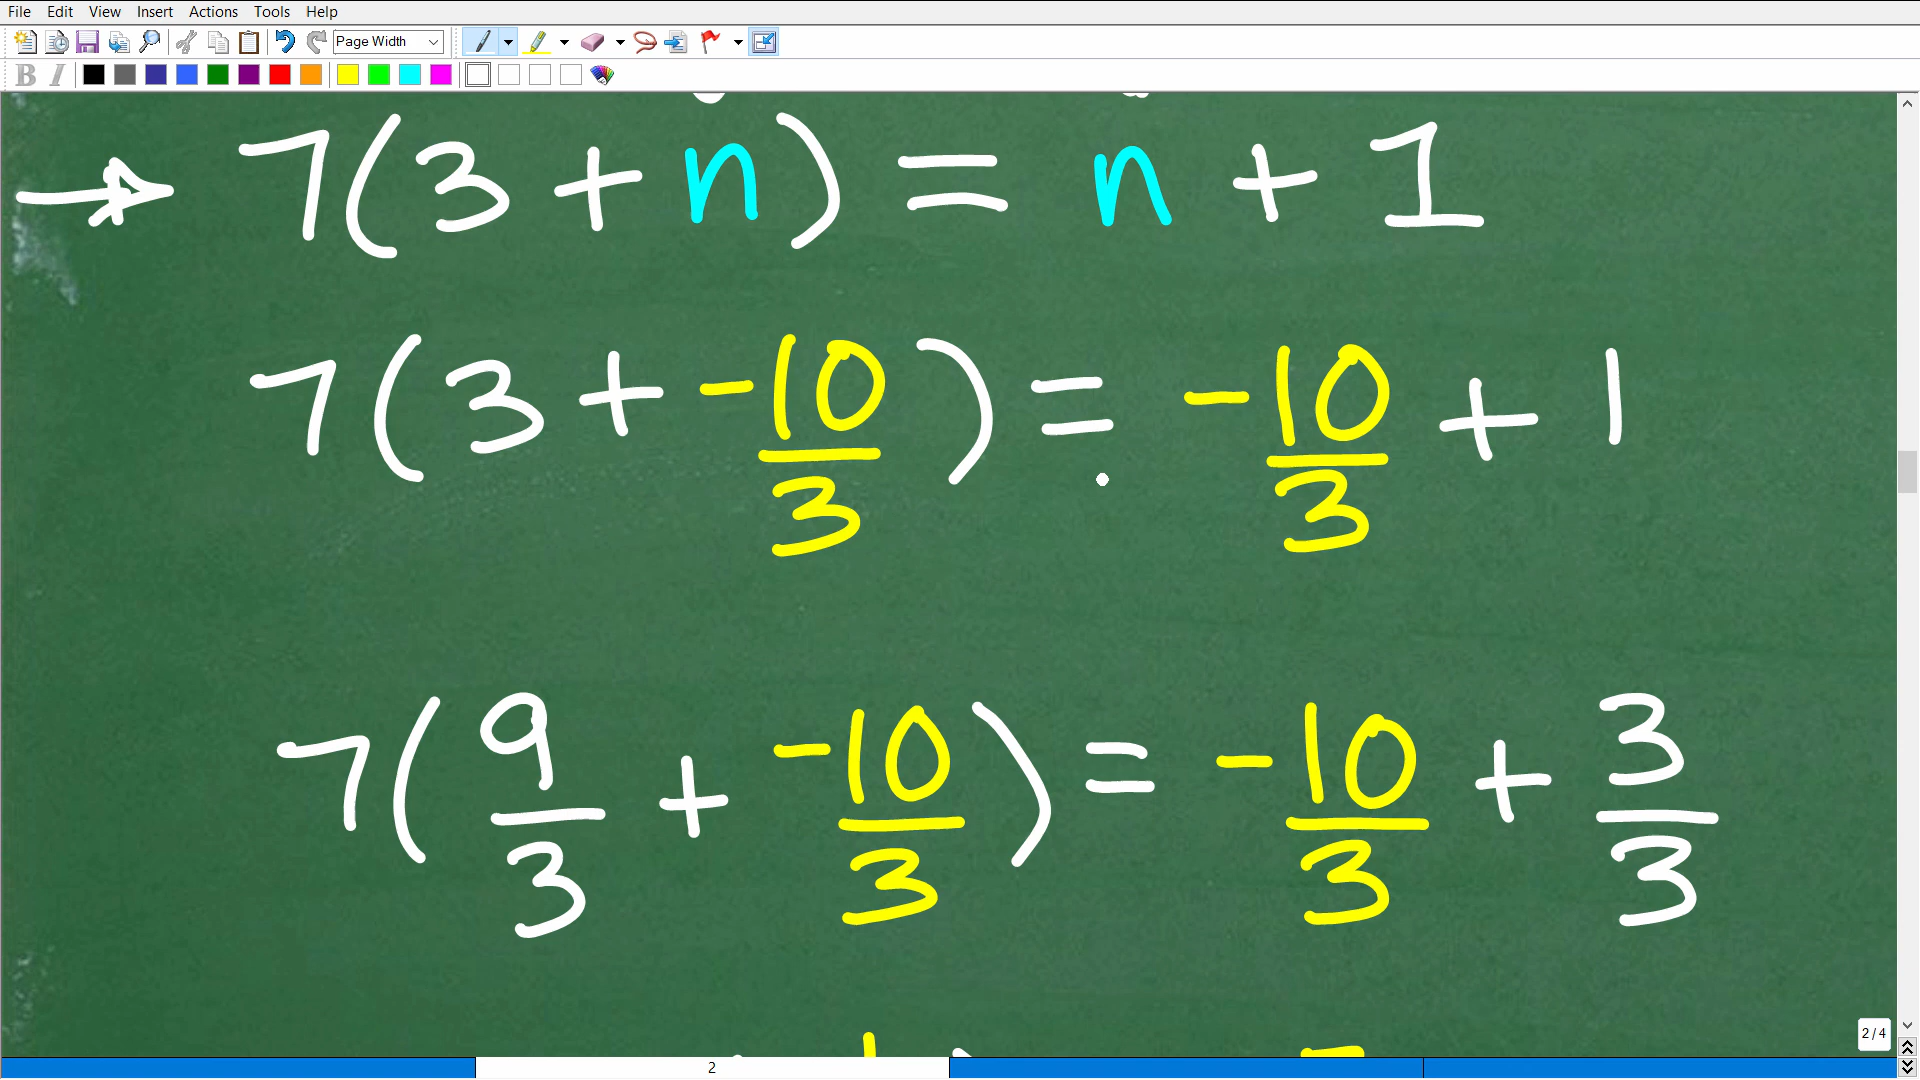 File Edit View Insert Actions Tools Help
Page Width
B I
7(3 + n) = n + 1
7(3 + -10/3) = -10/3 + 1
7(9/3 + -10/3) = -10/3 + 3/3
2 / 4
2